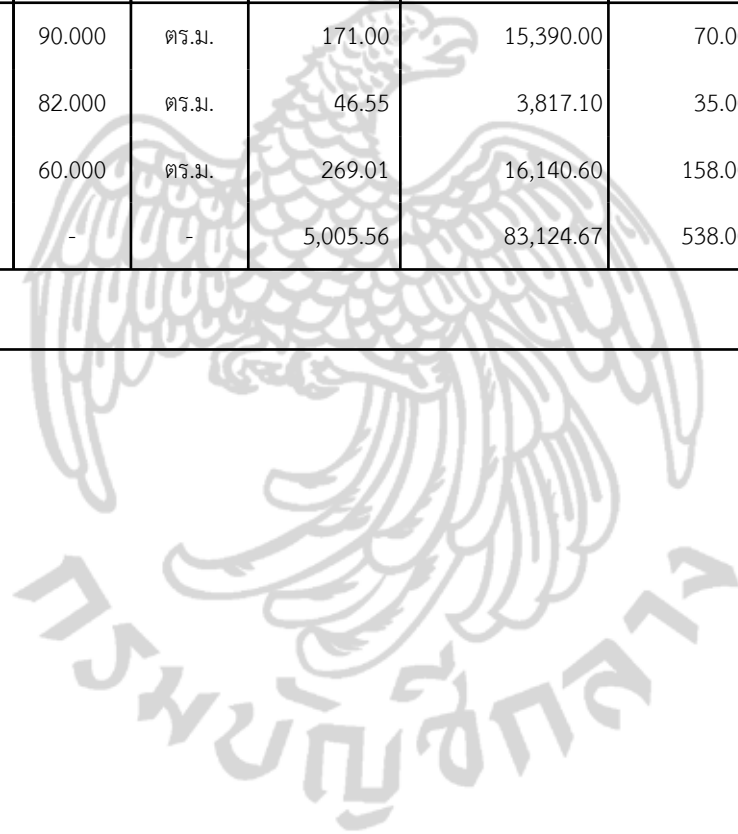 90.000 ตร.ม. 171.00 15,390.00 70.0
82.000 ตร.ม. 46.55 3,817.10 35.0
60.000 ตร.ม. 269.01 16,140.60 158.0
- - 5,005.56 83,124.67 538.0
กรมบัญชีกลาง